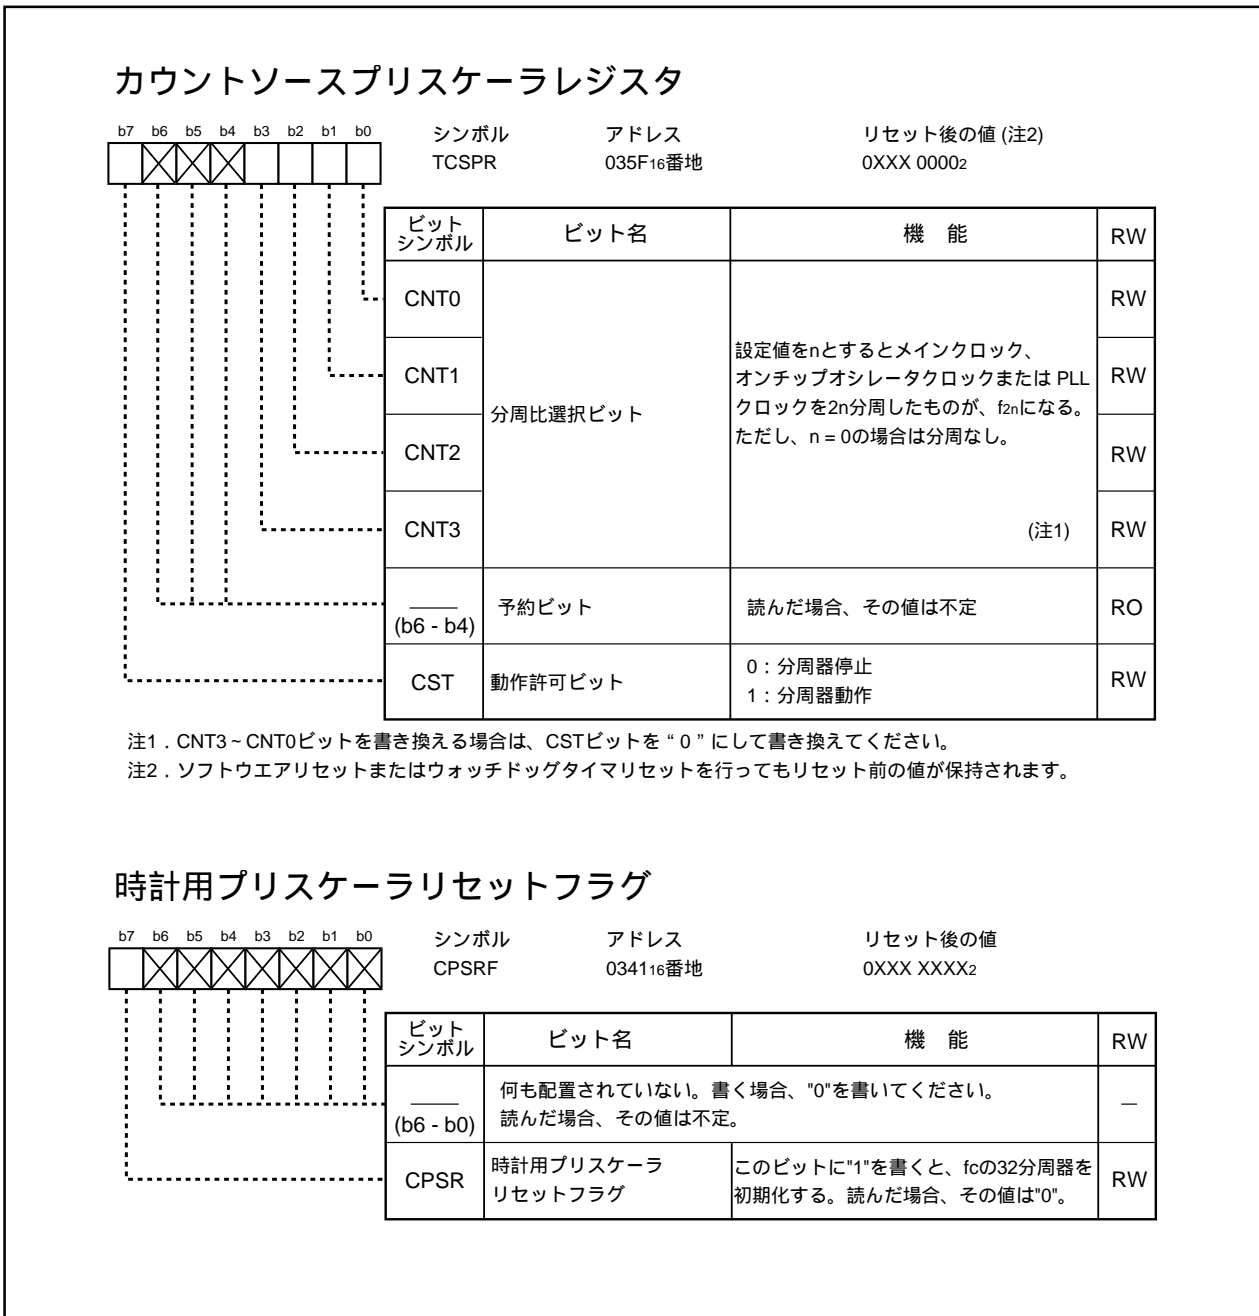 カウントソースプリスケーラレジスタ
b7 b6 b5 b4 b3 b2 b1 b0
シンボル アドレス リセット後の値 (注2)
TCSPR 035F16番地 0XXX 00002
ビット
シンボル ビット名 機 能 RW
CNT0 RW
CNT1 RW
CNT2 RW
CNT3 RW
分周比選択ビット
設定値をnとするとメインクロック、
オンチップオシレータクロックまたは PLL
クロックを2n分周したものが、f2nになる。
ただし、n = 0の場合は分周なし。
(注1)
(b6 - b4) 予約ビット 読んだ場合、その値は不定 RO
CST 動作許可ビット 0：分周器停止
1：分周器動作 RW
注1．CNT3 ~ CNT0ビットを書き換える場合は、CSTビットを “ 0 ” にして書き換えてください。
注2．ソフトウエアリセットまたはウォッチドッグタイマリセットを行ってもリセット前の値が保持されます。
時計用プリスケーラリセットフラグ
b7 b6 b5 b4 b3 b2 b1 b0
シンボル アドレス リセット後の値
CPSRF 034116番地 0XXX XXXX2
ビット
シンボル ビット名 機 能 RW
(b6 - b0) 何も配置されていない。書く場合、"0"を書いてください。
読んだ場合、その値は不定。 —
CPSR 時計用プリスケーラ
リセットフラグ
このビットに"1"を書くと、fcの32分周器を
初期化する。読んだ場合、その値は"0"。 RW